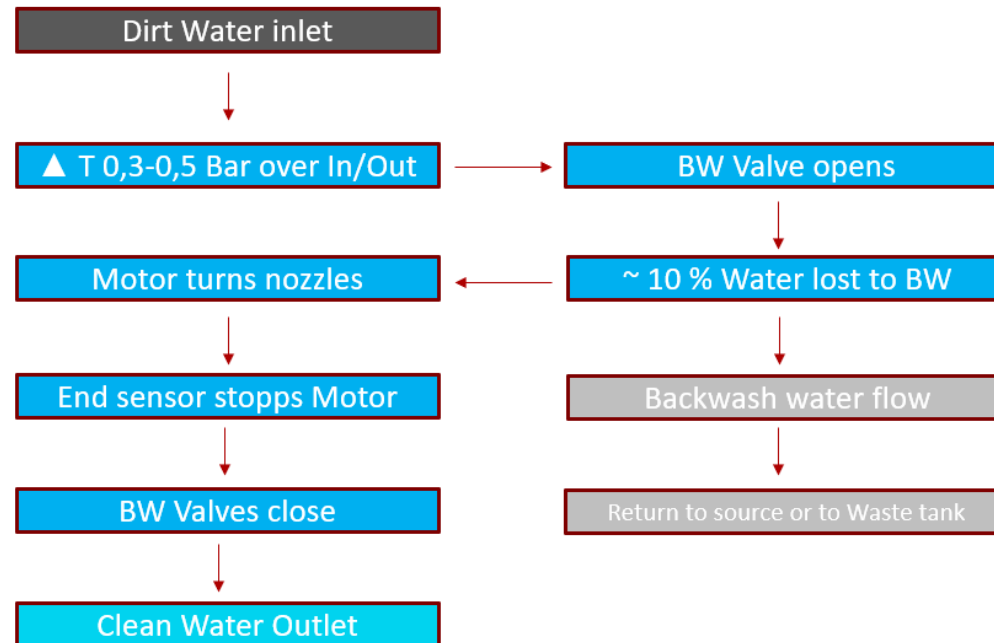 Dirt Water inlet
▲ T 0,3-0,5 Bar over In/Out
BW Valve opens
Motor turns nozzles
~ 10 % Water lost to BW
End sensor stopps Motor
Backwash water flow
BW Valves close
Return to source or to Waste tank
Clean Water Outlet